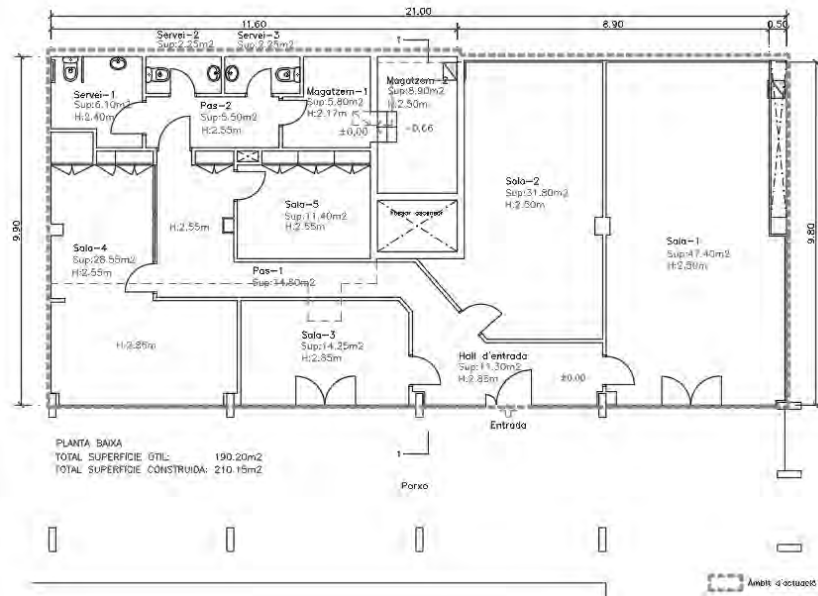 21.00
11.60
8.90
0.50
Servei-2
Sup:2.25m2
Servei-3
Sup:2.25m2
1
Servei-1
Sup:6.10m2
H:2.40m
Pas-2
Sup:5.50m2
H:2.55m
Magatzem-1
Sup:5.80m2
H:2.17m
±0,00
Magatzem-2
Sup:8.90m2
H:2.50m
-0.66
9.90
9.80
Sala-2
Sup:31.80m2
H:2.50m
Sala-5
Sup:11.40m2
H:2.55m
H:2.55m
ascensor
Sala-1
Sup:47.40m2
H:2.50m
Sala-4
Sup:28.55m2
H:2.55m
Pas-1
Sup:14.80m2
H:2.85m
Sala-3
Sup:14.25m2
H:2.85m
Hall d'entrada
Sup:11.30m2
H:2.85m
±0.00
Entrada
PLANTA BAIXA
TOTAL SUPERFICIE ÚTIL: 190.20m2
TOTAL SUPERFICIE CONSTRUIDA: 210.15m2
1
Porxo
Àmbit d'actuació